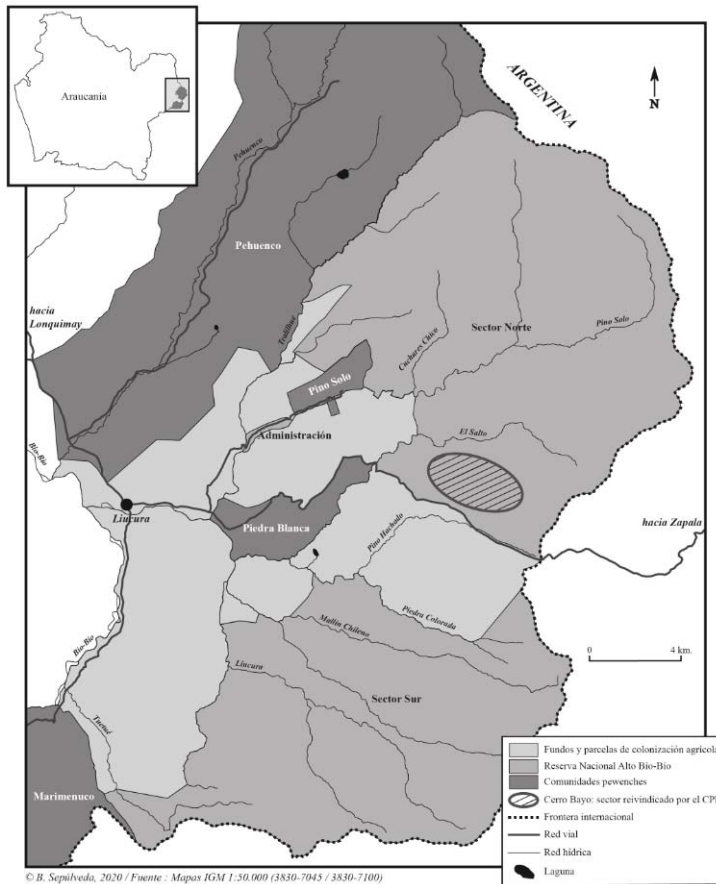 Araucanía
ARGENTINA
N
Pehuenco
Pehuenco
hacia
Lonquimay
Sector Norte
Pino Solo
Cuchares Chico
Pino Solo
Administración
El Salto
Bío-Bío
Liucura
Piedra Blanca
Pino Hachado
hacia Zapala
Piedra Colorada
Mallín Chileno
Bío-Bío
Liucura
Sector Sur
0 4 km.
Marimenuco
Fundos y parcelas de colonización agrícola
Reserva Nacional Alto Bío-Bío
Comunidades pewenches
Cerro Bayo: sector reivindicado por el CP
Frontera internacional
Red vial
Red hídrica
Laguna
© B. Sepúlveda, 2020 / Fuente : Mapas IGM 1:50.000 (3830-7045 / 3830-7100)